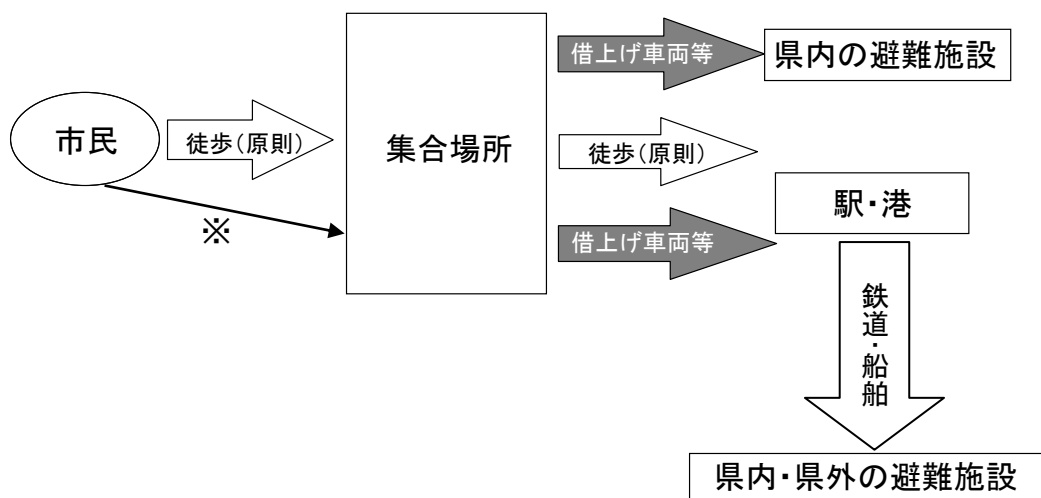 市民
徒歩(原則)
※
集合場所
借上げ車両等
県内の避難施設
徒歩(原則)
駅・港
借上げ車両等
鉄道・船舶
県内・県外の避難施設